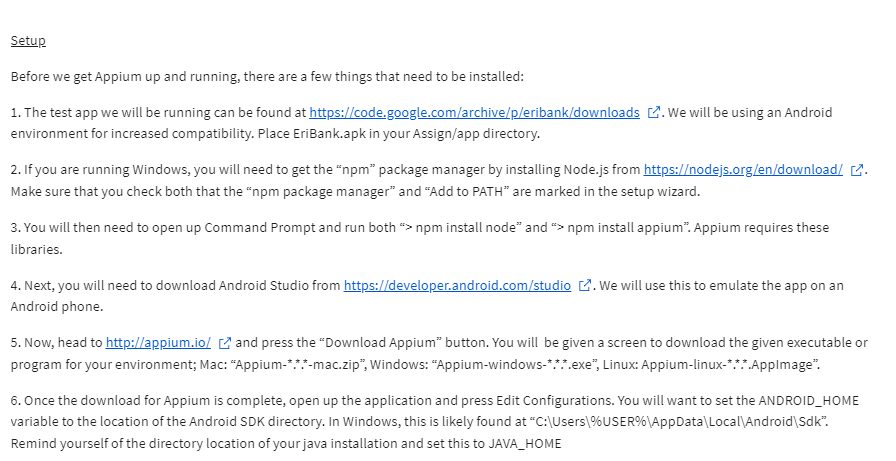 Setup
Before we get Appium up and running, there are a few things that need to be installed:
1. The test app we will be running can be found at https://code.google.com/archive/p/eribank/downloads. We will be using an Android
environment for increased compatibility. Place EriBank.apk in your Assign/app directory.
2. If you are running Windows, you will need to get the “npm” package manager by installing Node.js from https://nodejs.org/en/download/.
Make sure that you check both that the “npm package manager” and “Add to PATH” are marked in the setup wizard.
3. You will then need to open up Command Prompt and run both “> npm install node” and “> npm install appium”. Appium requires these
libraries.
4. Next, you will need to download Android Studio from https://developer.android.com/studio. We will use this to emulate the app on an
Android phone.
5. Now, head to http://appium.io/ and press the “Download Appium” button. You will  be given a screen to download the given executable or
program for your environment; Mac: “Appium-*.*.*-mac.zip”, Windows: “Appium-windows-*.*.*.exe”, Linux: Appium-linux-*.*.*.AppImage”.
6. Once the download for Appium is complete, open up the application and press Edit Configurations. You will want to set the ANDROID_HOME
variable to the location of the Android SDK directory. In Windows, this is likely found at “C:\Users\%USER%\AppData\Local\Android\Sdk”.
Remind yourself of the directory location of your java installation and set this to JAVA_HOME